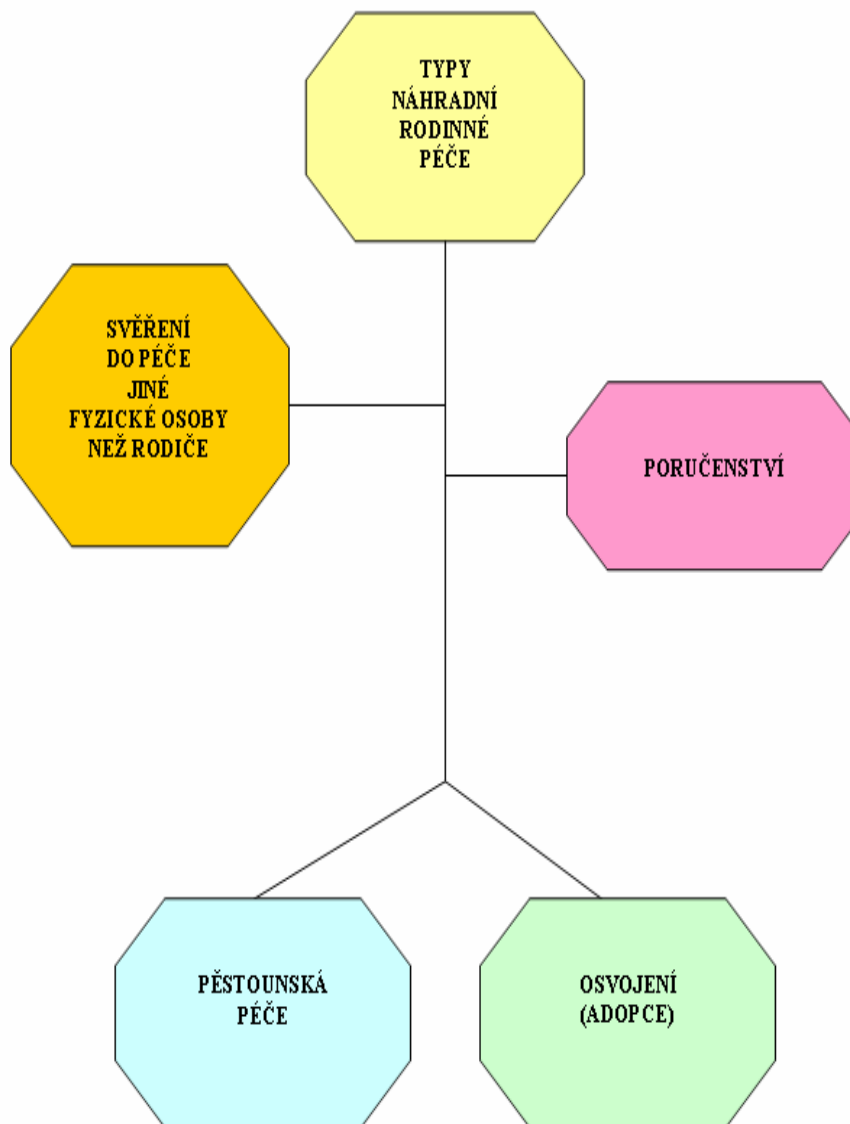 TYPY
NÁHRADNÍ
RODINNÉ
PÉČE
SVĚŘENÍ
DO PÉČE
JINÉ
FYZICKÉ OSOBY
NEŽ RODIČE
PORUČENSTVÍ
PĚSTOUNSKÁ
PÉČE
OSVOJENÍ
(ADOPCE)